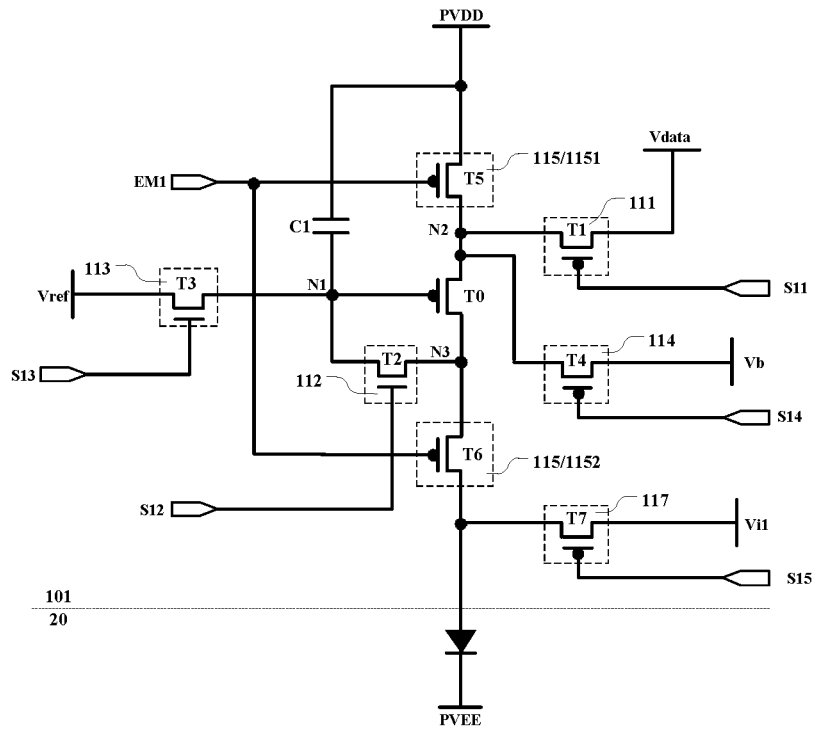 PVDD
Vdata
115/1151
EM1
T5
111
C1
N2
T1
113
T3
N1
Vref
T0
S11
114
T2
N3
T4
Vb
S13
112
S14
T6
115/1152
117
S12
T7
Vi1
S15
101
20
PVEE